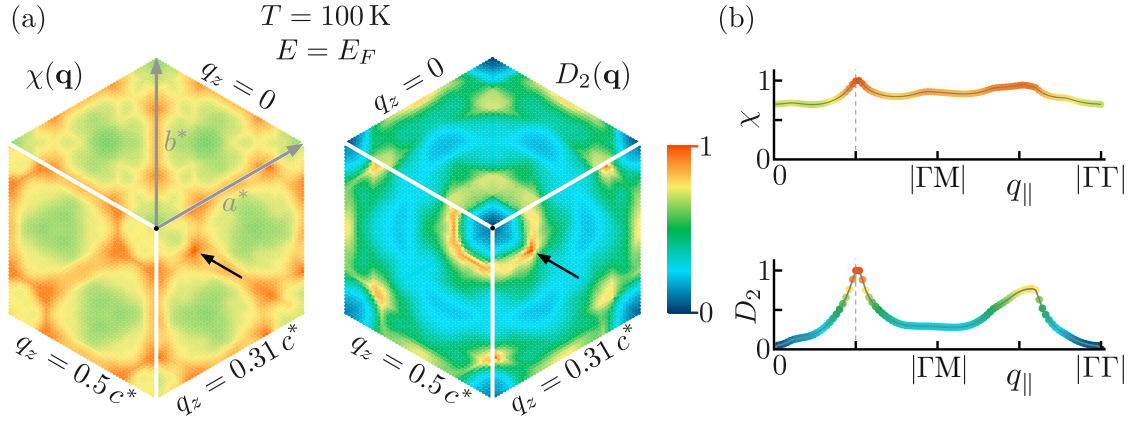 (a)
T = 100 K
E = E_F
χ(q)
q_z = 0
b*
a*
q_z = 0.5 c*
q_z = 0.31 c*
D_2(q)
q_z = 0
q_z = 0.5 c*
q_z = 0.31 c*
1
0
(b)
1
χ
0
0
|ΓM|
q_∥
|ΓΓ|
1
D_2
0
0
|ΓM|
q_∥
|ΓΓ|